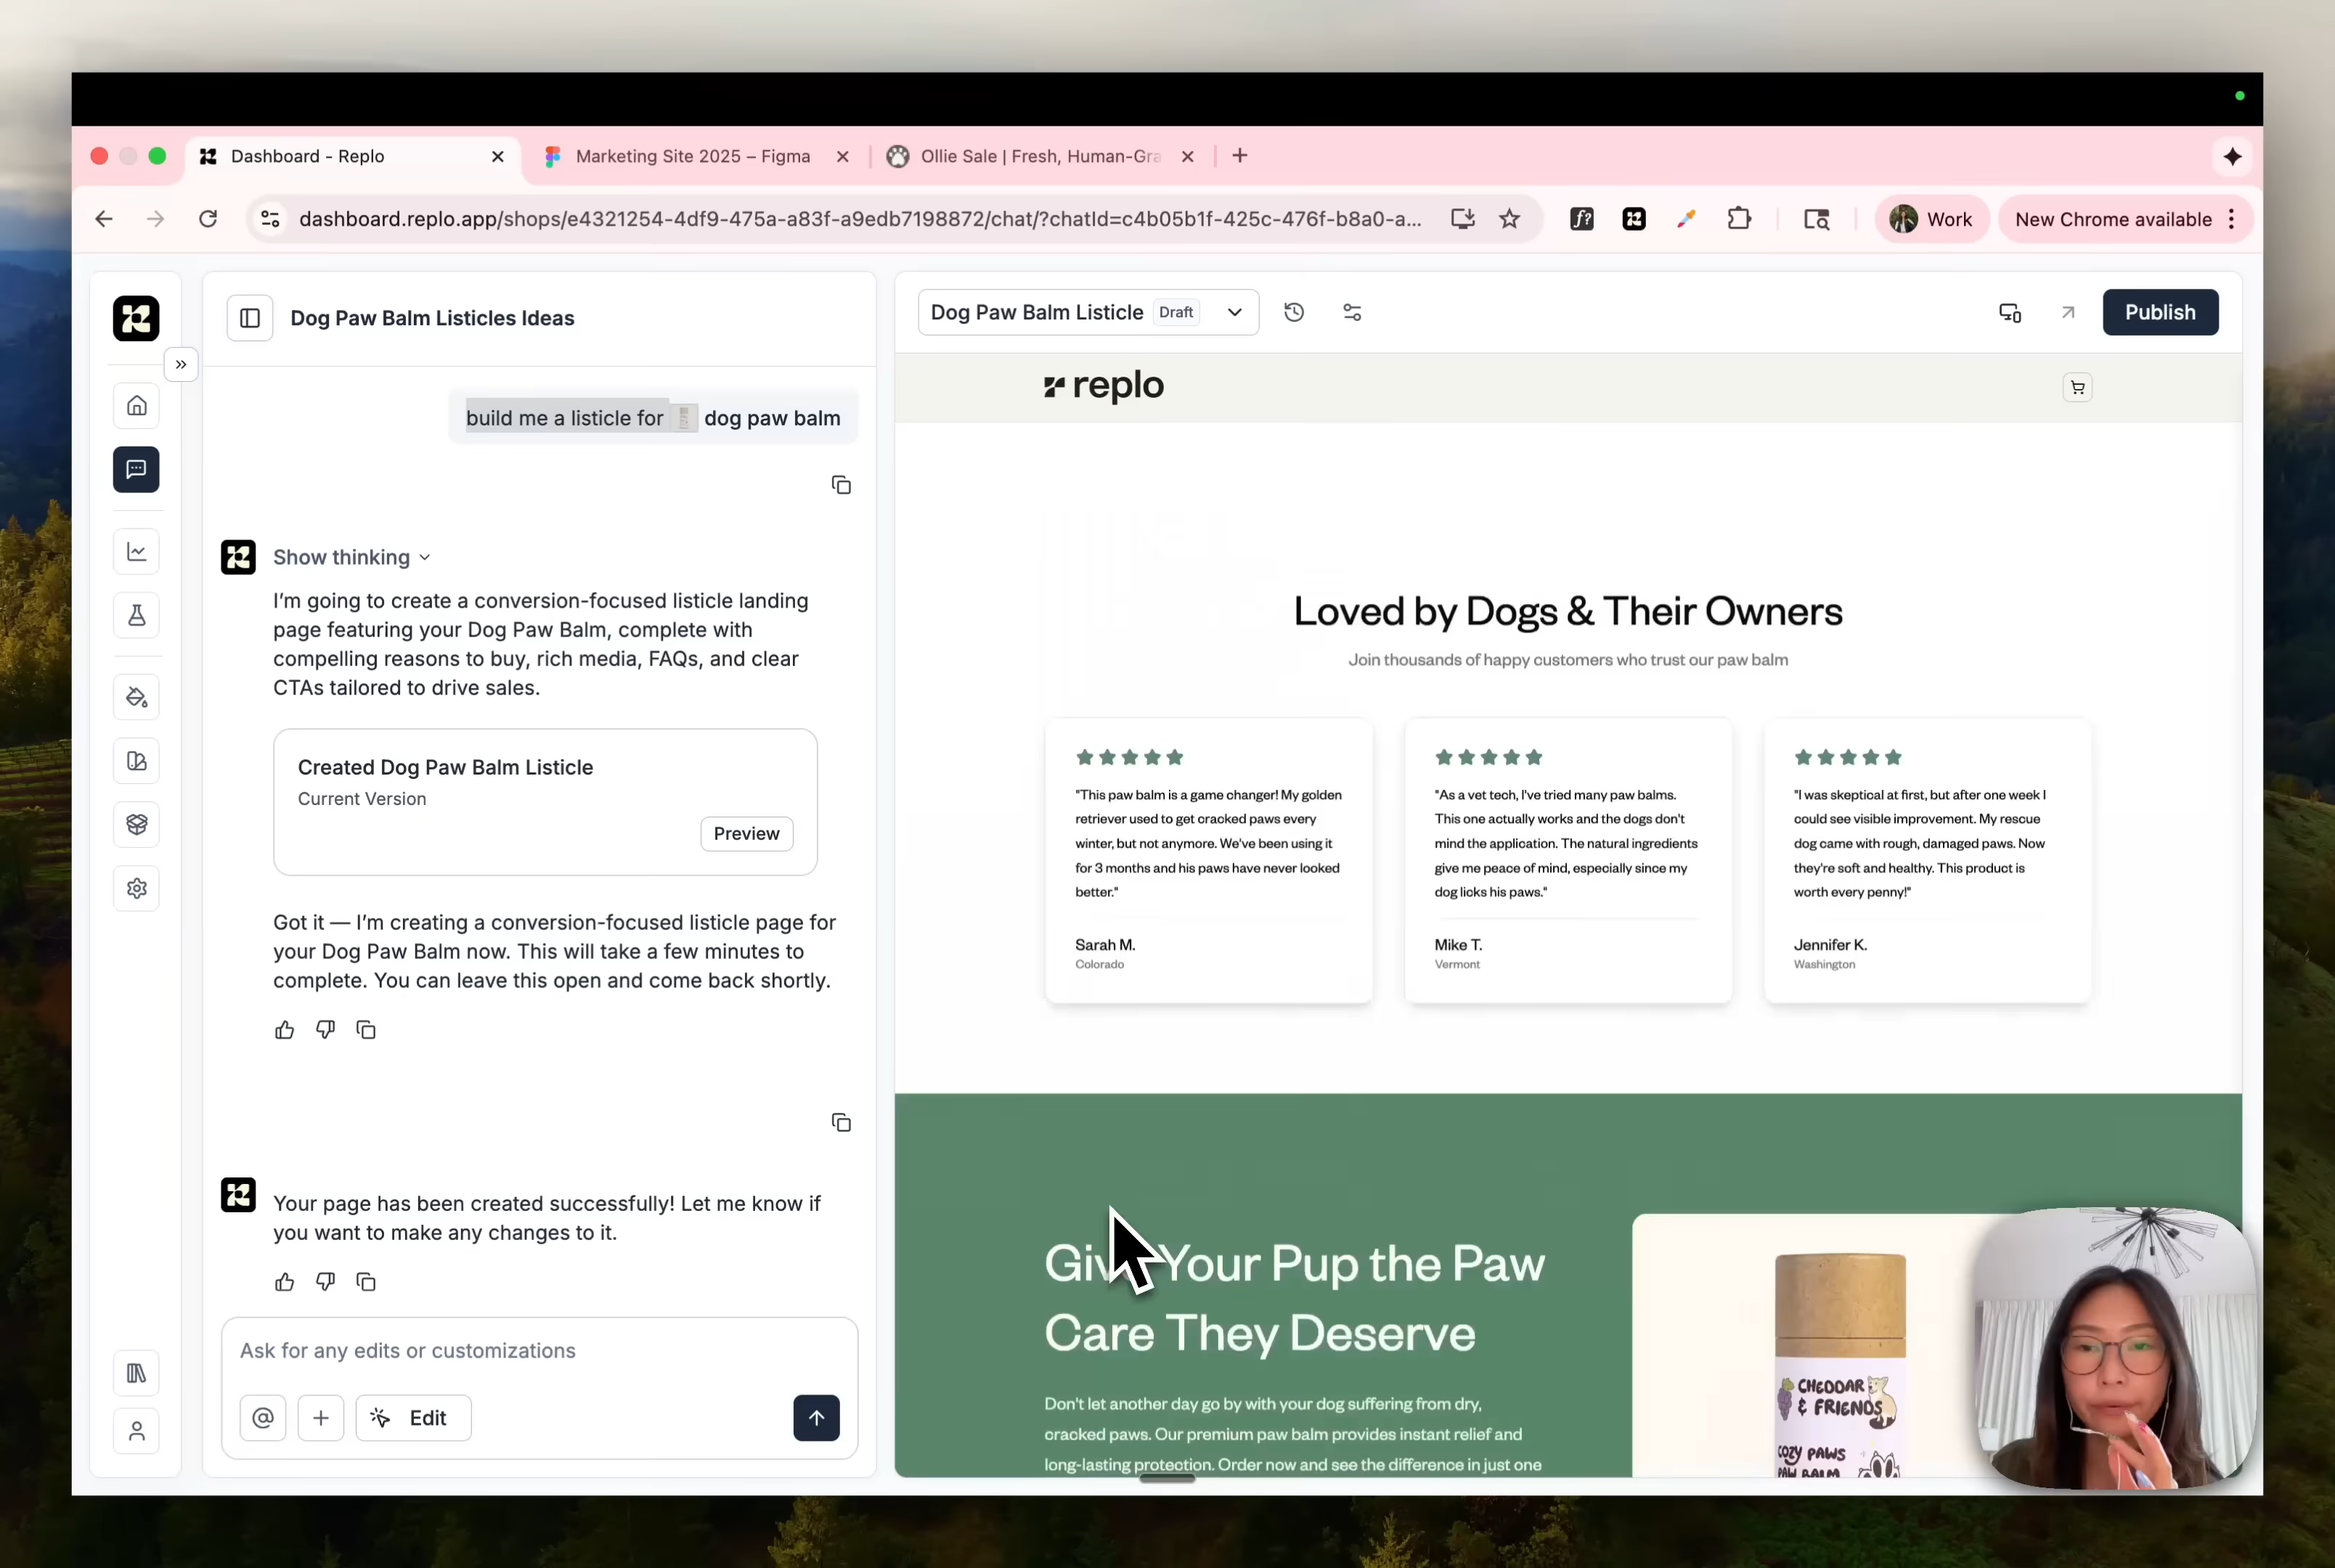 Dashboard - Replo
Marketing Site 2025 – Figma
Ollie Sale | Fresh, Human-Gra
dashboard.replo.app/shops/e4321254-4df9-475a-a83f-a9edb7198872/chat/?chatId=c4b05b1f-425c-476f-b8a0-a...
f?
Work
New Chrome available
Dog Paw Balm Listicles Ideas
build me a listicle for dog paw balm
Show thinking
I'm going to create a conversion-focused listicle landing
page featuring your Dog Paw Balm, complete with
compelling reasons to buy, rich media, FAQs, and clear
CTAs tailored to drive sales.
Created Dog Paw Balm Listicle
Current Version
Preview
Got it — I'm creating a conversion-focused listicle page for
your Dog Paw Balm now. This will take a few minutes to
complete. You can leave this open and come back shortly.
Your page has been created successfully! Let me know if
you want to make any changes to it.
Ask for any edits or customizations
Edit
Dog Paw Balm Listicle Draft
Publish
replo
Loved by Dogs & Their Owners
Join thousands of happy customers who trust our paw balm
"This paw balm is a game changer! My golden
retriever used to get cracked paws every
winter, but not anymore. We've been using it
for 3 months and his paws have never looked
better."
Sarah M.
Colorado
"As a vet tech, I've tried many paw balms.
This one actually works and the dogs don't
mind the application. The natural ingredients
give me peace of mind, especially since my
dog licks his paws."
Mike T.
Vermont
"I was skeptical at first, but after one week I
could see visible improvement. My rescue
dog came with rough, damaged paws. Now
they're soft and healthy. This product is
worth every penny!"
Jennifer K.
Washington
Give Your Pup the Paw
Care They Deserve
Don't let another day go by with your dog suffering from dry,
cracked paws. Our premium paw balm provides instant relief and
long-lasting protection. Order now and see the difference in just one
CHEDDAR
& FRIENDS
COZY PAWS
PAW BALM